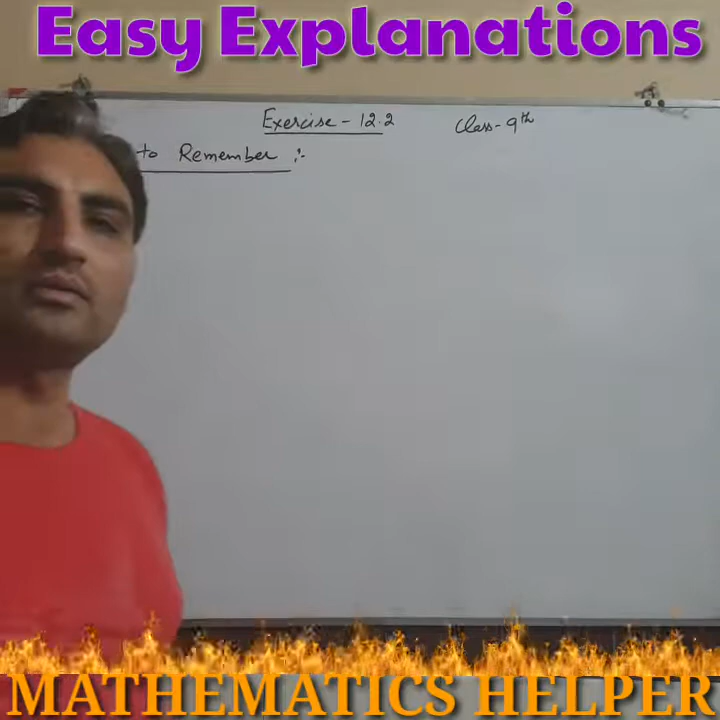 Easy Explanations
Exercise - 12.2 Class - 9th
to Remember :-
MATHEMATICS HELPER